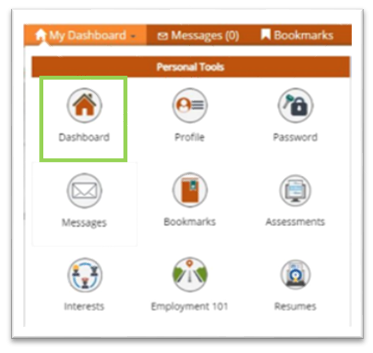 My Dashboard Messages (0) Bookmarks
Personal Tools
Dashboard Profile Password
Messages Bookmarks Assessments
Interests Employment 101 Resumes